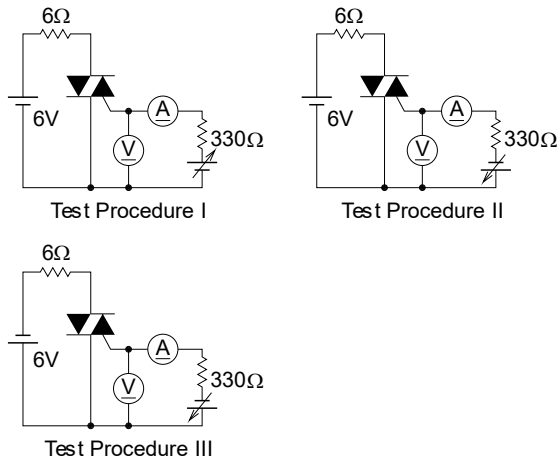 6Ω
6V
A
V
330Ω
Test Procedure I
6Ω
6V
A
V
330Ω
Test Procedure II
6Ω
6V
A
V
330Ω
Test Procedure III